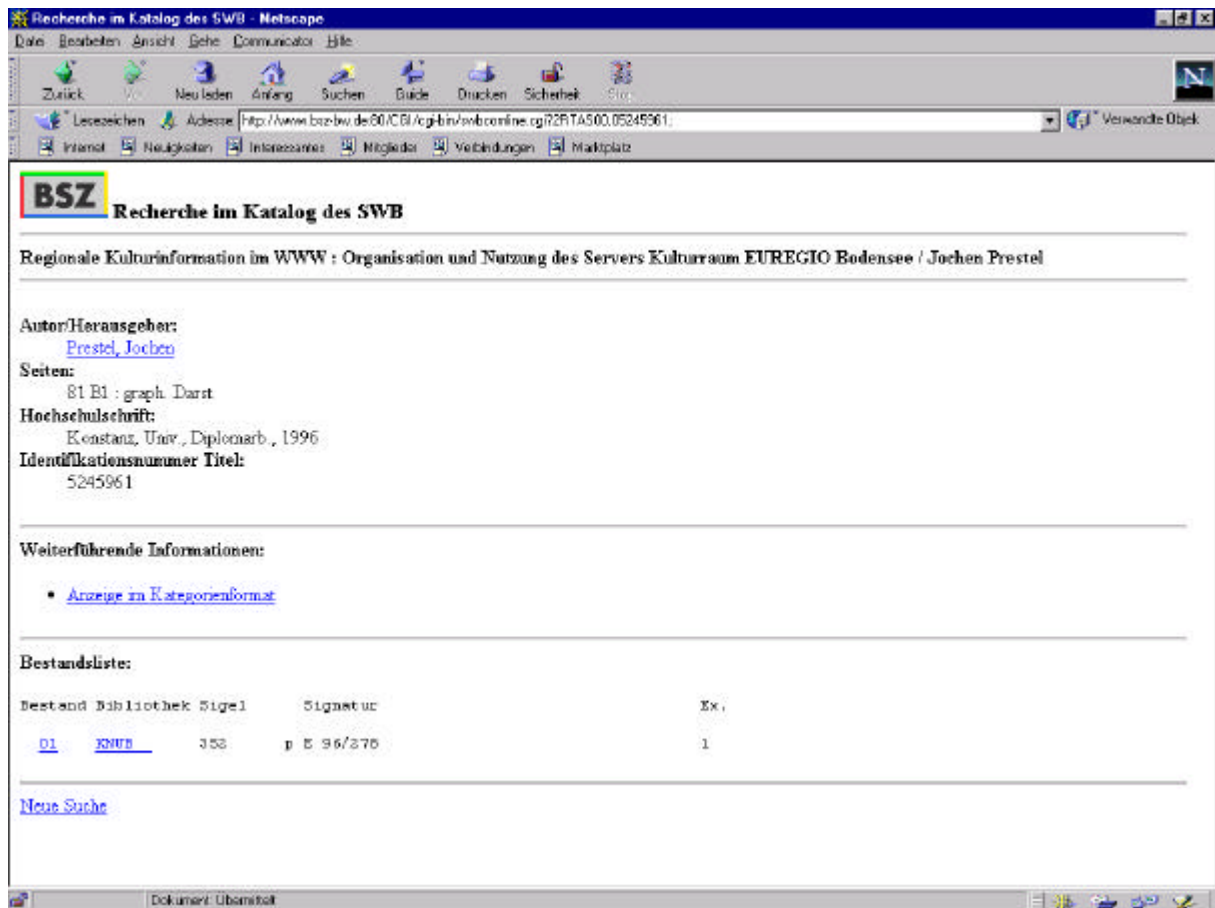 Recherche im Katalog des SWB - Netscape
Datei Bearbeiten Ansicht Gehe Communicator Hilfe
Zurück Vor Neu laden Anfang Suchen Guide Drucken Sicherheit Stop
Lesezeichen Adresse http://www.bsz-bw.de:80/CGI/cgi-bin/swbcomline.cgi?2RTAS00.05245961; Verwandte Objek
Internet Neuigkeiten Interessantes Mitglieder Verbindungen Marktplatz
BSZ Recherche im Katalog des SWB
Regionale Kulturinformation im WWW : Organisation und Nutzung des Servers Kulturraum EUREGIO Bodensee / Jochen Prestel
Autor/Herausgeber:
Prestel, Jochen
Seiten:
81 Bl : graph. Darst
Hochschulschrift:
Konstanz, Univ., Diplomarb., 1996
Identifikationsnummer Titel:
5245961
Weiterführende Informationen:
Anzeige im Kategorienformat
Bestandsliste:
Bestand Bibliothek Sigel Signatur Ex.
01 KNUB 352 p E 96/278 1
Neue Suche
Dokument: Übermittelt